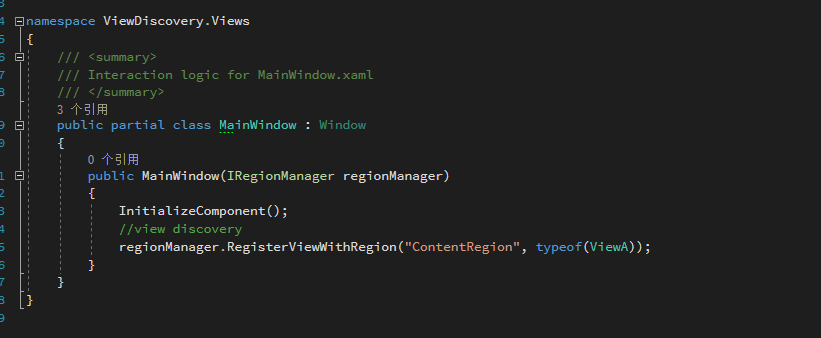 3
4 namespace ViewDiscovery.Views
5 {
6 /// <summary>
7 /// Interaction logic for MainWindow.xaml
8 /// </summary>
3 个引用
9 public partial class MainWindow : Window
0 {
0 个引用
1 public MainWindow(IRegionManager regionManager)
2 {
3 InitializeComponent();
4 //view discovery
5 regionManager.RegisterViewWithRegion("ContentRegion", typeof(ViewA));
6 }
7 }
8 }
9